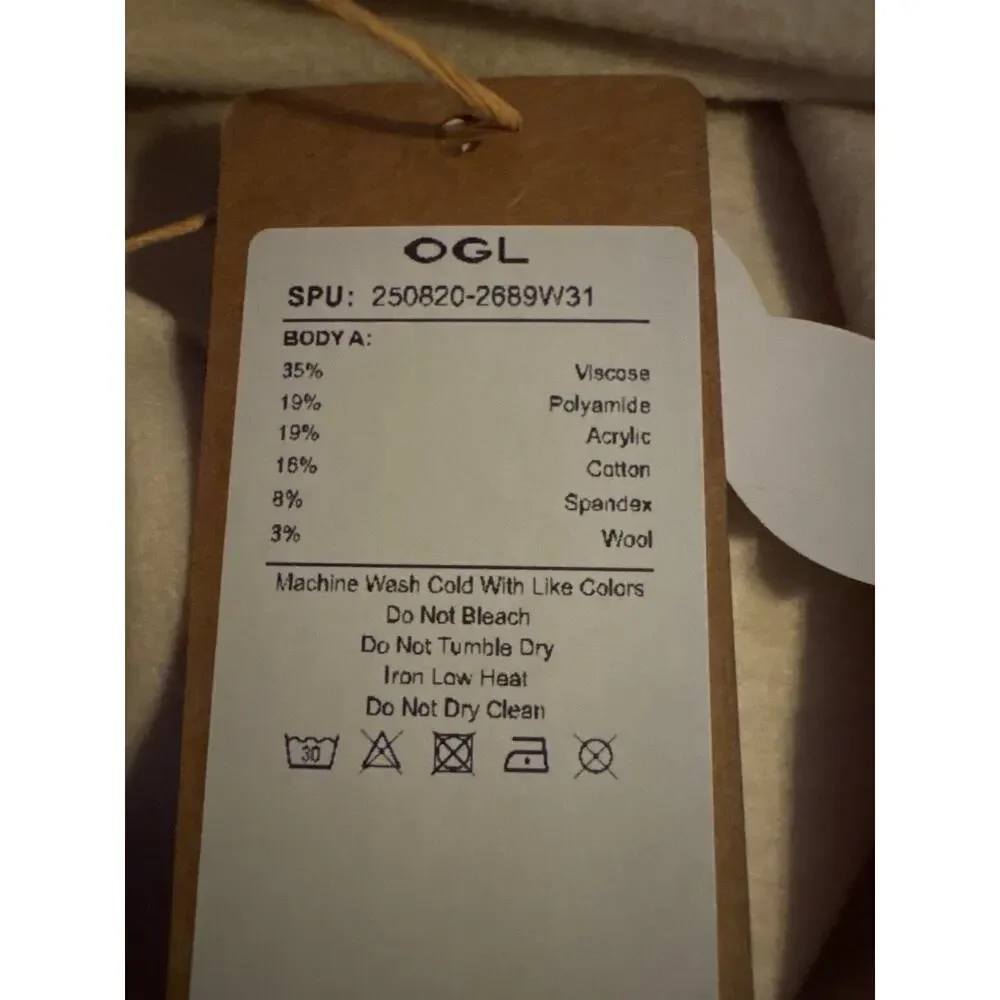 OGL
SPU: 250820-2689W31
BODY A:
35% Viscose
19% Polyamide
19% Acrylic
16% Cotton
8% Spandex
3% Wool
Machine Wash Cold With Like Colors
Do Not Bleach
Do Not Tumble Dry
Iron Low Heat
Do Not Dry Clean
30